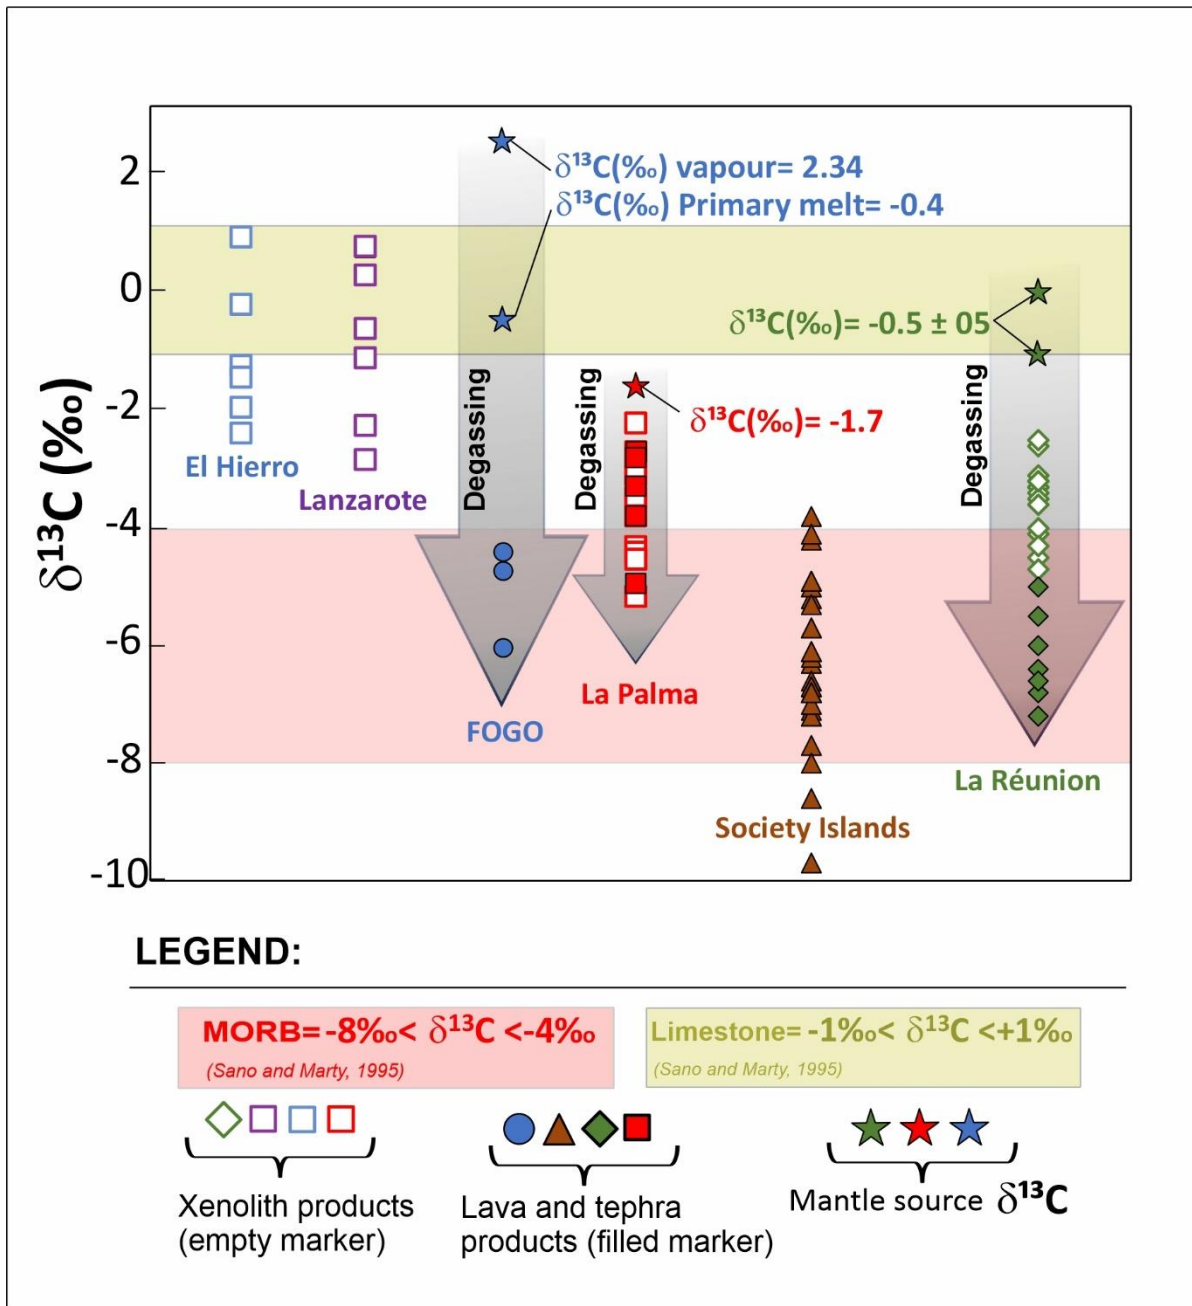 2
0
-2
-4
-6
-8
-10
δ¹³C (‰)
δ¹³C(‰) vapour= 2.34
δ¹³C(‰) Primary melt= -0.4
δ¹³C(‰)= -0.5 ± 05
δ¹³C(‰)= -1.7
Degassing
Degassing
Degassing
El Hierro
Lanzarote
FOGO
La Palma
Society Islands
La Réunion
LEGEND:
MORB= -8‰< δ¹³C <-4‰
(Sano and Marty, 1995)
Limestone= -1‰< δ¹³C <+1‰
(Sano and Marty, 1995)
Xenolith products
(empty marker)
Lava and tephra
products (filled marker)
Mantle source δ¹³C